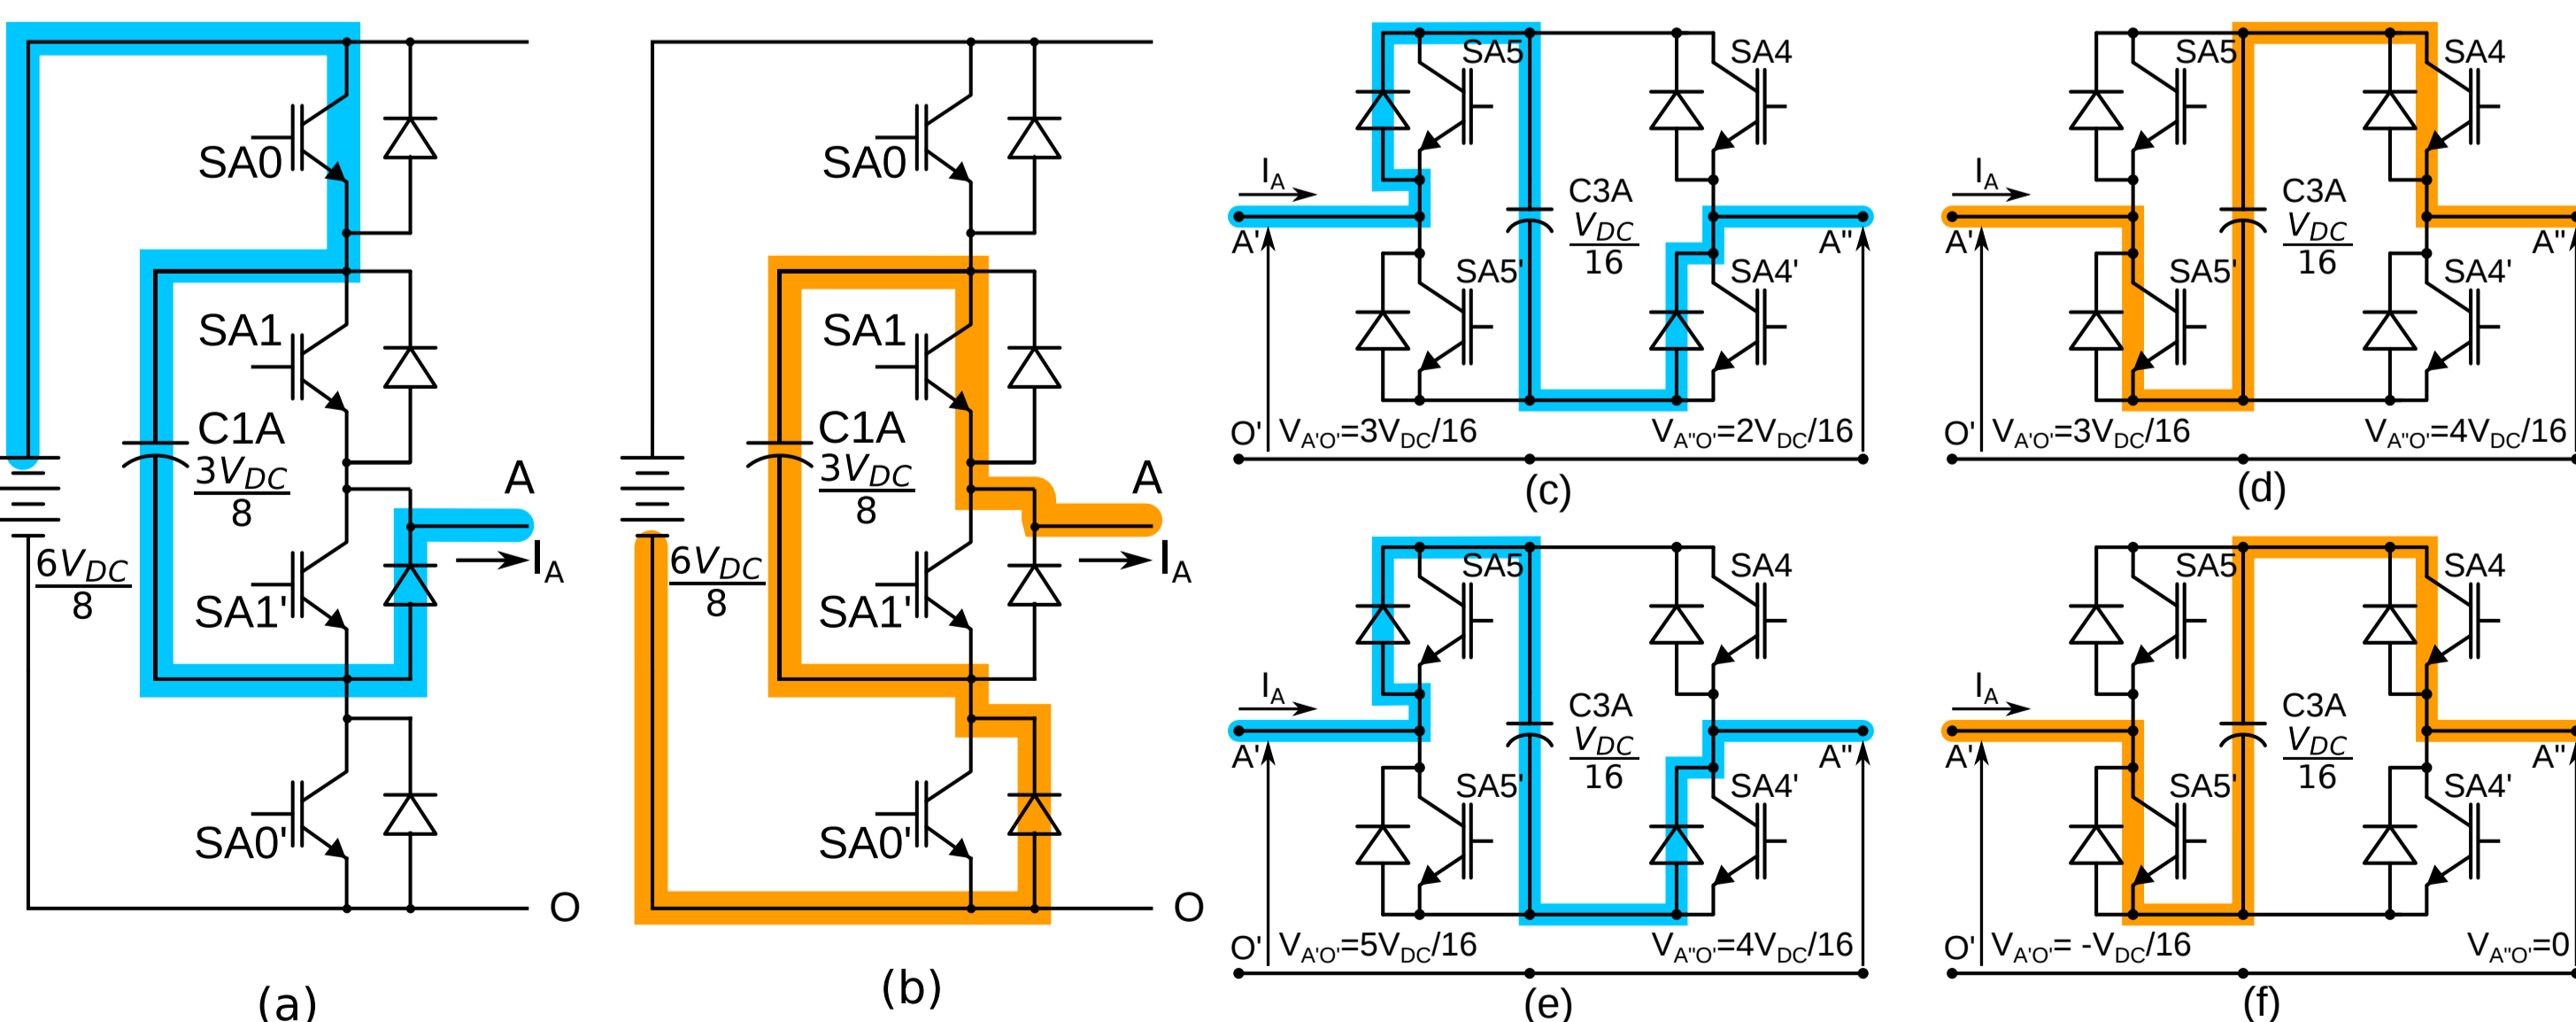 SA0
SA1
C1A
3V_DC
8
6V_DC
8
A
I_A
SA1'
SA0'
O
(a)
SA0
SA1
C1A
3V_DC
8
6V_DC
8
A
I_A
SA1'
SA0'
O
(b)
SA5
SA4
I_A
C3A
V_DC
16
A'
A"
SA5'
SA4'
O'
V_A'O'=3V_DC/16
V_A"O'=2V_DC/16
(c)
SA5
SA4
I_A
C3A
V_DC
16
A'
A"
SA5'
SA4'
O'
V_A'O'=3V_DC/16
V_A"O'=4V_DC/16
(d)
SA5
SA4
I_A
C3A
V_DC
16
A'
A"
SA5'
SA4'
O'
V_A'O'=5V_DC/16
V_A"O'=4V_DC/16
(e)
SA5
SA4
I_A
C3A
V_DC
16
A'
A"
SA5'
SA4'
O'
V_A'O'= -V_DC/16
V_A"O'=0
(f)